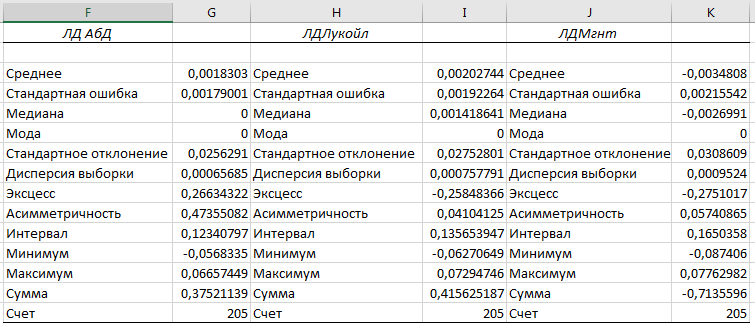 F G H I J K
ЛД АбД ЛДЛукойл ЛДМгнт
Среднее 0,0018303 Среднее 0,00202744 Среднее -0,0034808
Стандартная ошибка 0,00179001 Стандартная ошибка 0,00192264 Стандартная ошибка 0,00215542
Медиана 0 Медиана 0,001418641 Медиана -0,0026991
Мода 0 Мода 0 Мода 0
Стандартное отклонение 0,0256291 Стандартное отклонение 0,02752801 Стандартное отклонение 0,0308609
Дисперсия выборки 0,00065685 Дисперсия выборки 0,000757791 Дисперсия выборки 0,0009524
Эксцесс 0,26634322 Эксцесс -0,25848366 Эксцесс -0,2751017
Асимметричность 0,47355082 Асимметричность 0,04104125 Асимметричность 0,05740865
Интервал 0,12340797 Интервал 0,135653947 Интервал 0,1650358
Минимум -0,0568335 Минимум -0,06270649 Минимум -0,087406
Максимум 0,06657449 Максимум 0,07294746 Максимум 0,07762982
Сумма 0,37521139 Сумма 0,415625187 Сумма -0,7135596
Счет 205 Счет 205 Счет 205